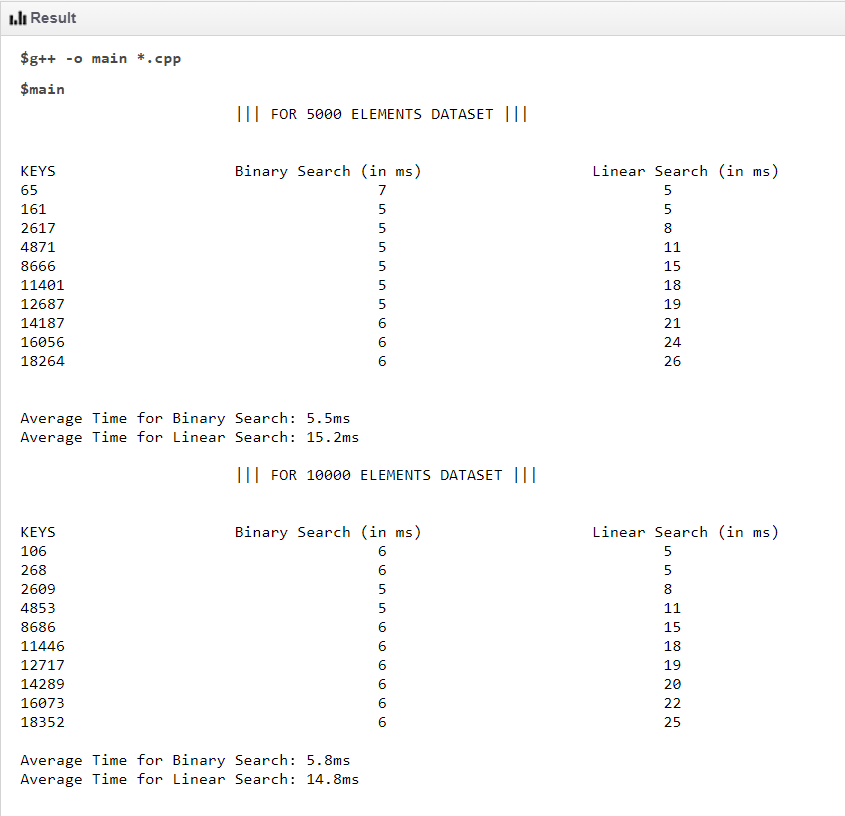 Result
$g++ -o main *.cpp
$main
||| FOR 5000 ELEMENTS DATASET |||
KEYS Binary Search (in ms) Linear Search (in ms)
65 7 5
161 5 5
2617 5 8
4871 5 11
8666 5 15
11401 5 18
12687 5 19
14187 6 21
16056 6 24
18264 6 26
Average Time for Binary Search: 5.5ms
Average Time for Linear Search: 15.2ms
||| FOR 10000 ELEMENTS DATASET |||
KEYS Binary Search (in ms) Linear Search (in ms)
106 6 5
268 6 5
2609 5 8
4853 5 11
8686 6 15
11446 6 18
12717 6 19
14289 6 20
16073 6 22
18352 6 25
Average Time for Binary Search: 5.8ms
Average Time for Linear Search: 14.8ms